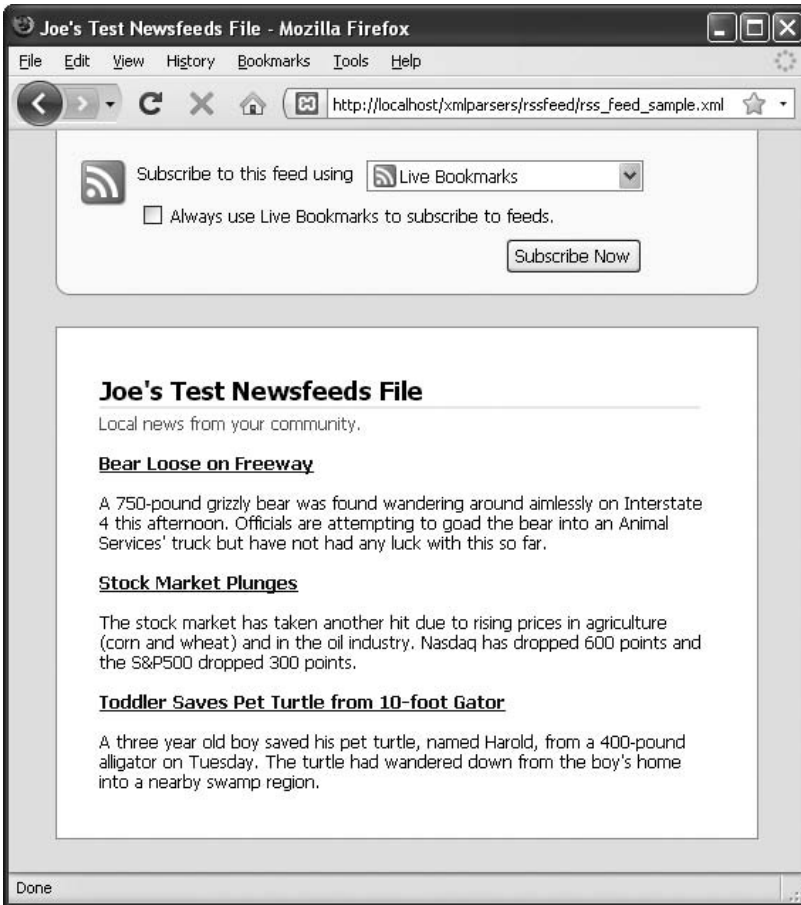 Joe's Test Newsfeeds File - Mozilla Firefox
File Edit View History Bookmarks Tools Help
http://localhost/xmlparsers/rssfeed/rss_feed_sample.xml
Subscribe to this feed using Live Bookmarks
Always use Live Bookmarks to subscribe to feeds.
Subscribe Now
Joe's Test Newsfeeds File
Local news from your community.
Bear Loose on Freeway
A 750-pound grizzly bear was found wandering around aimlessly on Interstate
4 this afternoon. Officials are attempting to goad the bear into an Animal
Services' truck but have not had any luck with this so far.
Stock Market Plunges
The stock market has taken another hit due to rising prices in agriculture
(corn and wheat) and in the oil industry. Nasdaq has dropped 600 points and
the S&P500 dropped 300 points.
Toddler Saves Pet Turtle from 10-foot Gator
A three year old boy saved his pet turtle, named Harold, from a 400-pound
alligator on Tuesday. The turtle had wandered down from the boy's home
into a nearby swamp region.
Done